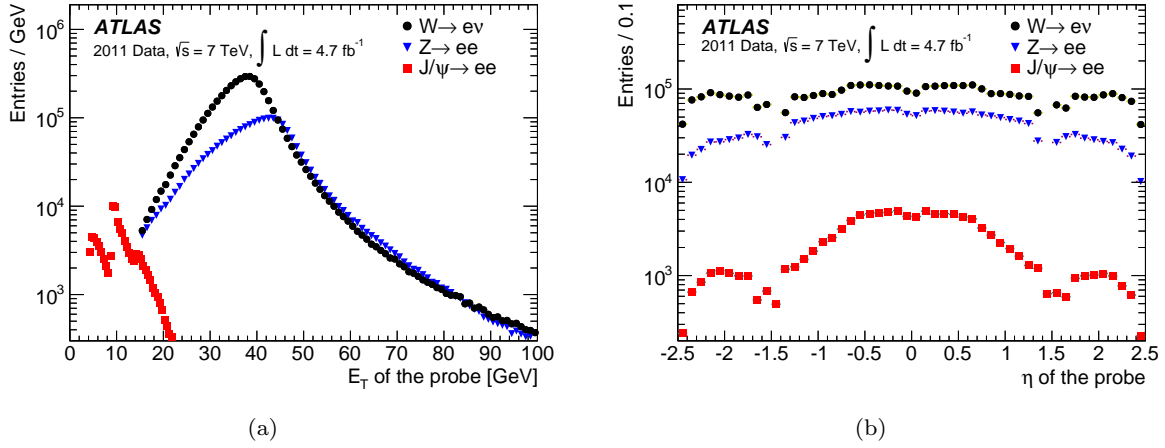 ATLAS
2011 Data, √s = 7 TeV, ∫ L dt = 4.7 fb⁻¹
W→ eν
Z→ ee
J/ψ→ ee
Entries / GeV
10⁶
10⁵
10⁴
10³
0 10 20 30 40 50 60 70 80 90 100
E_T of the probe [GeV]
(a)
ATLAS
2011 Data, √s = 7 TeV, ∫ L dt = 4.7 fb⁻¹
W→ eν
Z→ ee
J/ψ→ ee
Entries / 0.1
10⁶
10⁵
10⁴
10³
-2.5 -2 -1.5 -1 -0.5 0 0.5 1 1.5 2 2.5
η of the probe
(b)